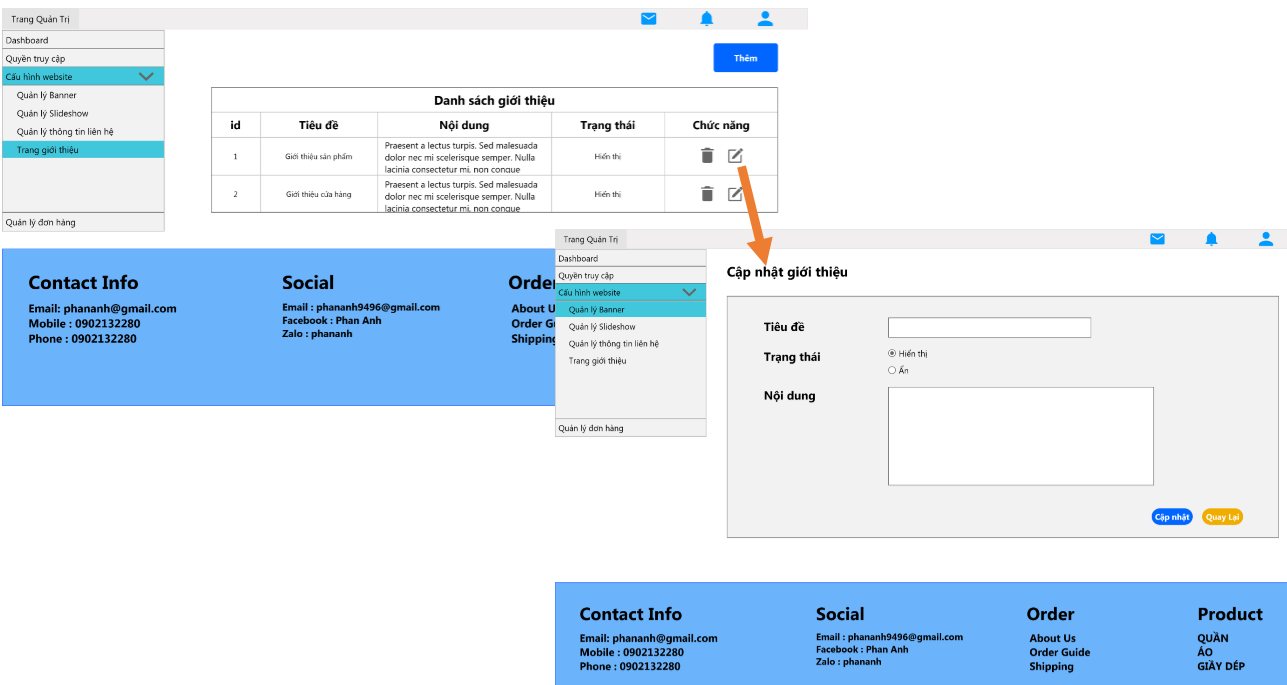 Trang Quản Trị
Dashboard
Quyền truy cập
Cấu hình website
Quản lý Banner
Quản lý Slideshow
Quản lý thông tin liên hệ
Trang giới thiệu
Quản lý đơn hàng
Thêm
Danh sách giới thiệu
id Tiêu đề Nội dung Trạng thái Chức năng
1 Giới thiệu sản phẩm Praesent a lectus turpis. Sed malesuada
dolor nec mi scelerisque semper. Nulla
lacinia consectetur mi, non congue
Hiển thị
2 Giới thiệu cửa hàng Praesent a lectus turpis. Sed malesuada
dolor nec mi scelerisque semper. Nulla
lacinia consectetur mi, non congue
Hiển thị
Contact Info
Email: phananh@gmail.com
Mobile : 0902132280
Phone : 0902132280
Social
Email : phananh9496@gmail.com
Facebook : Phan Anh
Zalo : phananh
Orde
About U
Order G
Shipping
Trang Quản Trị
Dashboard
Quyền truy cập
Cấu hình website
Quản lý Banner
Quản lý Slideshow
Quản lý thông tin liên hệ
Trang giới thiệu
Quản lý đơn hàng
Cập nhật giới thiệu
Tiêu đề
Trạng thái
Hiển thị
Ẩn
Nội dung
Cập nhật Quay Lại
Contact Info
Email: phananh@gmail.com
Mobile : 0902132280
Phone : 0902132280
Social
Email : phananh9496@gmail.com
Facebook : Phan Anh
Zalo : phananh
Order
About Us
Order Guide
Shipping
Product
QUẦN
ÁO
GIẦY DÉP